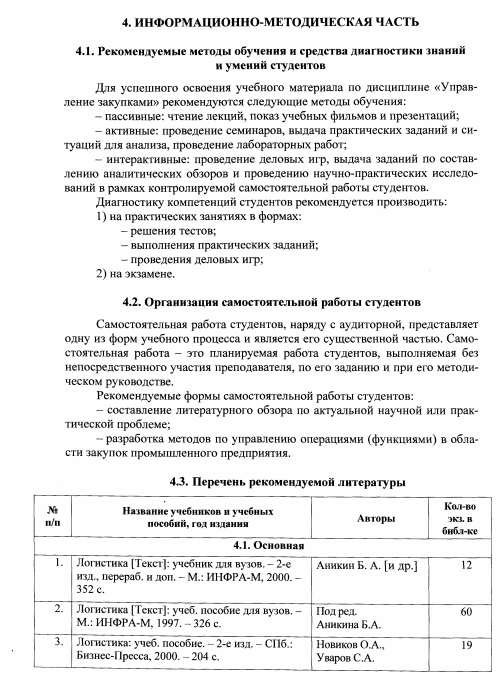 4. ИНФОРМАЦИОННО-МЕТОДИЧЕСКАЯ ЧАСТЬ
4.1. Рекомендуемые методы обучения и средства диагностики знаний
и умений студентов
Для успешного освоения учебного материала по дисциплине «Управ-
ление закупками» рекомендуются следующие методы обучения:
– пассивные: чтение лекций, показ учебных фильмов и презентаций;
– активные: проведение семинаров, выдача практических заданий и си-
туаций для анализа, проведение лабораторных работ;
– интерактивные: проведение деловых игр, выдача заданий по состав-
лению аналитических обзоров и проведению научно-практических исследо-
ваний в рамках контролируемой самостоятельной работы студентов.
Диагностику компетенций студентов рекомендуется производить:
1) на практических занятиях в формах:
– решения тестов;
– выполнения практических заданий;
– проведения деловых игр;
2) на экзамене.
4.2. Организация самостоятельной работы студентов
Самостоятельная работа студентов, наряду с аудиторной, представляет
одну из форм учебного процесса и является его существенной частью. Само-
стоятельная работа – это планируемая работа студентов, выполняемая без
непосредственного участия преподавателя, по его заданию и при его методи-
ческом руководстве.
Рекомендуемые формы самостоятельной работы студентов:
– составление литературного обзора по актуальной научной или прак-
тической проблеме;
– разработка методов по управлению операциями (функциями) в обла-
сти закупок промышленного предприятия.
4.3. Перечень рекомендуемой литературы
№ п/п Название учебников и учебных пособий, год издания Авторы Кол-во экз. в библ-ке
4.1. Основная
1. Логистика [Текст]: учебник для вузов. – 2-е Аникин Б. А. [и др.] 12
изд., перераб. и доп. – М.: ИНФРА-М, 2000. –
352 с.
2. Логистика [Текст]: учеб. пособие для вузов. – Под ред. 60
М.: ИНФРА-М, 1997. – 326 с. Аникина Б.А.
3. Логистика: учеб. пособие. – 2-е изд. – СПб.: Новиков О.А., 19
Бизнес-Пресса, 2000. – 204 с. Уваров С.А.